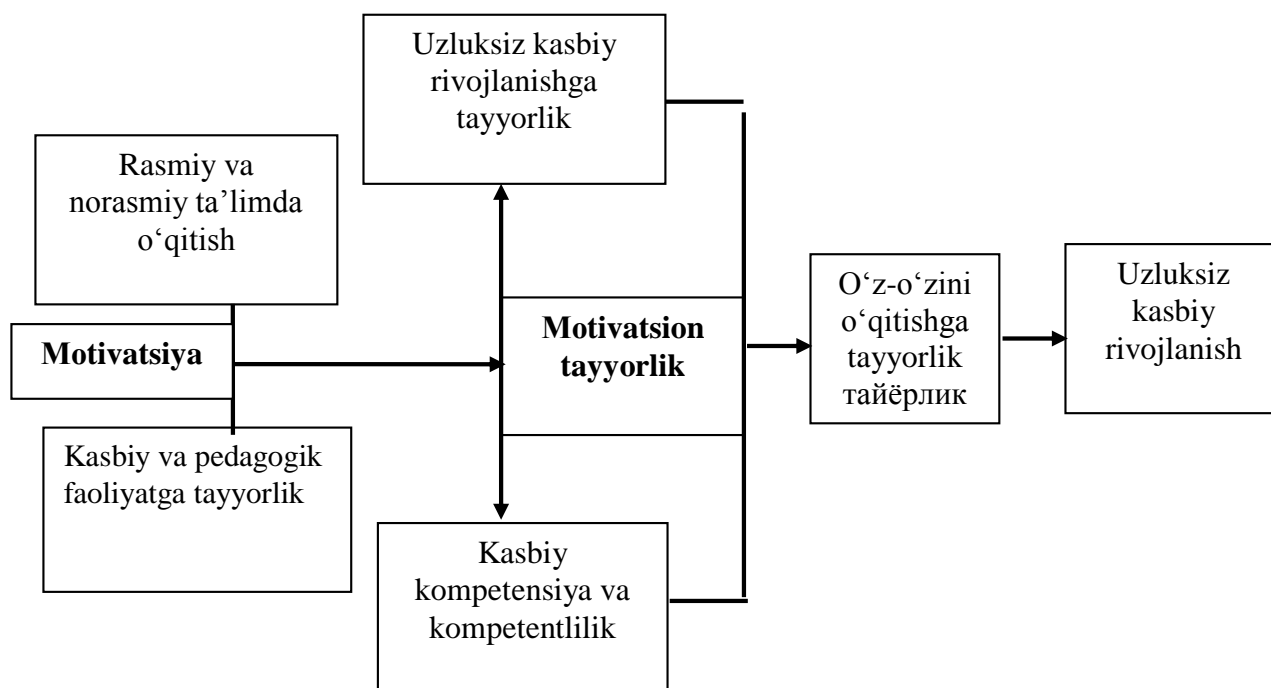 Uzluksiz kasbiy
rivojlanishga
tayyorlik
Rasmiy va
norasmiy ta’limda
o‘qitish
Motivatsiya
Kasbiy va pedagogik
faoliyatga tayyorlik
Motivatsion
tayyorlik
Kasbiy
kompetensiya va
kompetentlilik
O‘z-o‘zini
o‘qitishga
tayyorlik
тайёрлик
Uzluksiz
kasbiy
rivojlanish